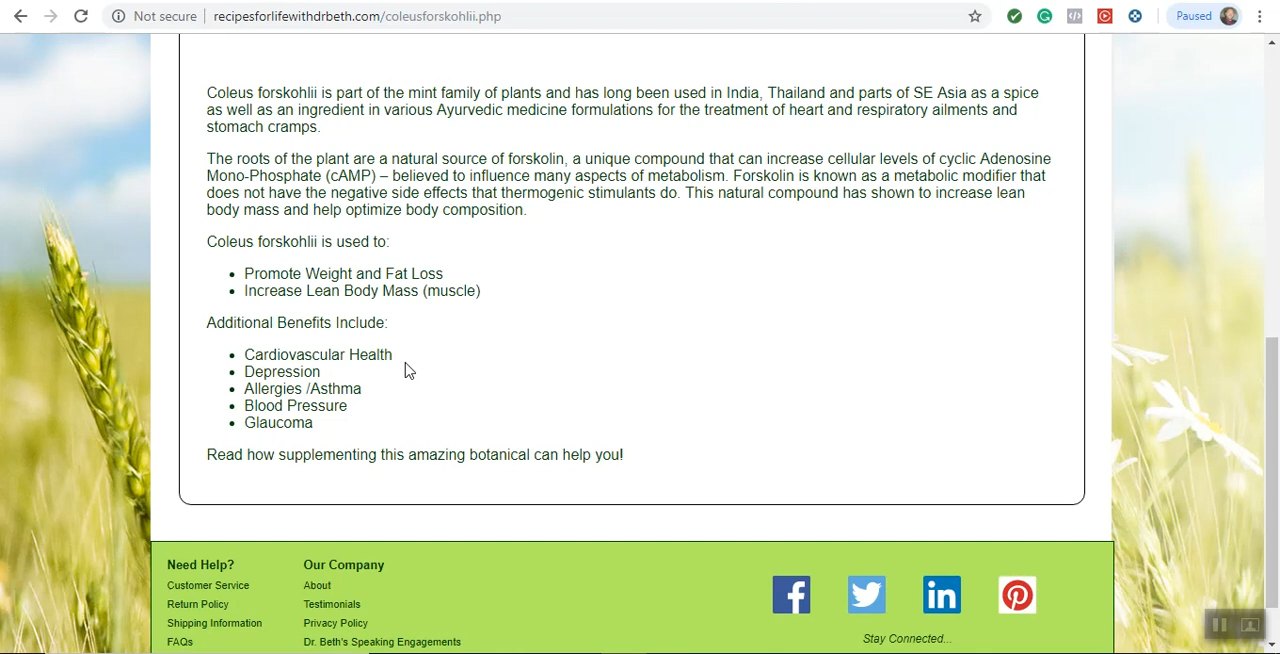 Not secure
recipesforlifewithdrbeth.com/coleusforskohlii.php
Paused
Coleus forskohlii is part of the mint family of plants and has long been used in India, Thailand and parts of SE Asia as a spice
as well as an ingredient in various Ayurvedic medicine formulations for the treatment of heart and respiratory ailments and
stomach cramps.
The roots of the plant are a natural source of forskolin, a unique compound that can increase cellular levels of cyclic Adenosine
Mono-Phosphate (cAMP) – believed to influence many aspects of metabolism. Forskolin is known as a metabolic modifier that
does not have the negative side effects that thermogenic stimulants do. This natural compound has shown to increase lean
body mass and help optimize body composition.
Coleus forskohlii is used to:
• Promote Weight and Fat Loss
• Increase Lean Body Mass (muscle)
Additional Benefits Include:
• Cardiovascular Health
• Depression
• Allergies /Asthma
• Blood Pressure
• Glaucoma
Read how supplementing this amazing botanical can help you!
Need Help?
Customer Service
Return Policy
Shipping Information
FAQs
Our Company
About
Testimonials
Privacy Policy
Dr. Beth's Speaking Engagements
Stay Connected...